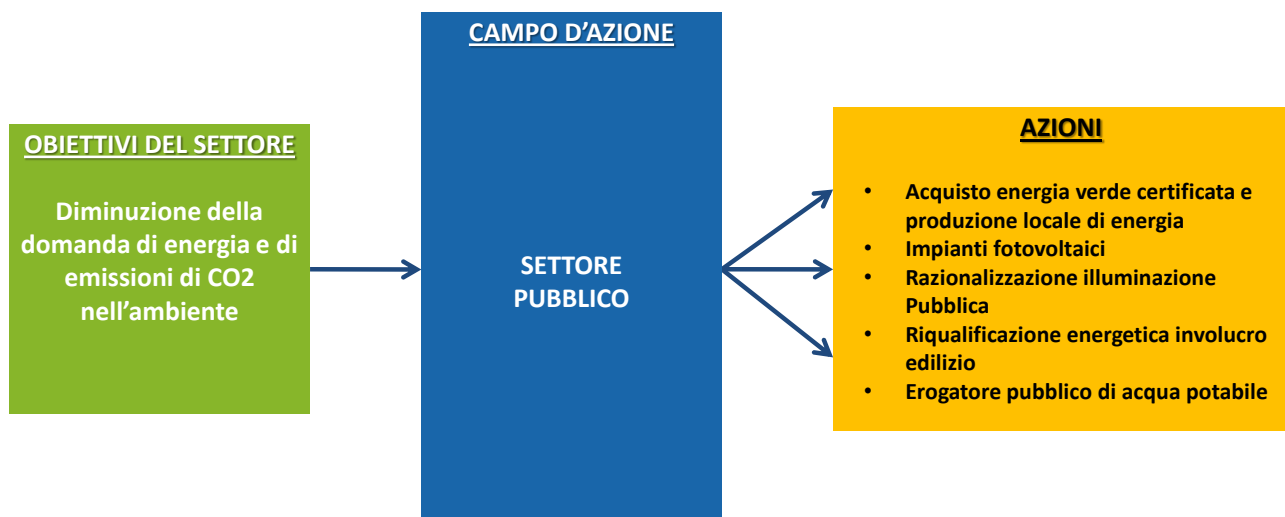 OBIETTIVI DEL SETTORE
Diminuzione della
domanda di energia e di
emissioni di CO2
nell’ambiente
CAMPO D’AZIONE
SETTORE
PUBBLICO
AZIONI
• Acquisto energia verde certificata e
produzione locale di energia
• Impianti fotovoltaici
• Razionalizzazione illuminazione
Pubblica
• Riqualificazione energetica involucro
edilizio
• Erogatore pubblico di acqua potabile